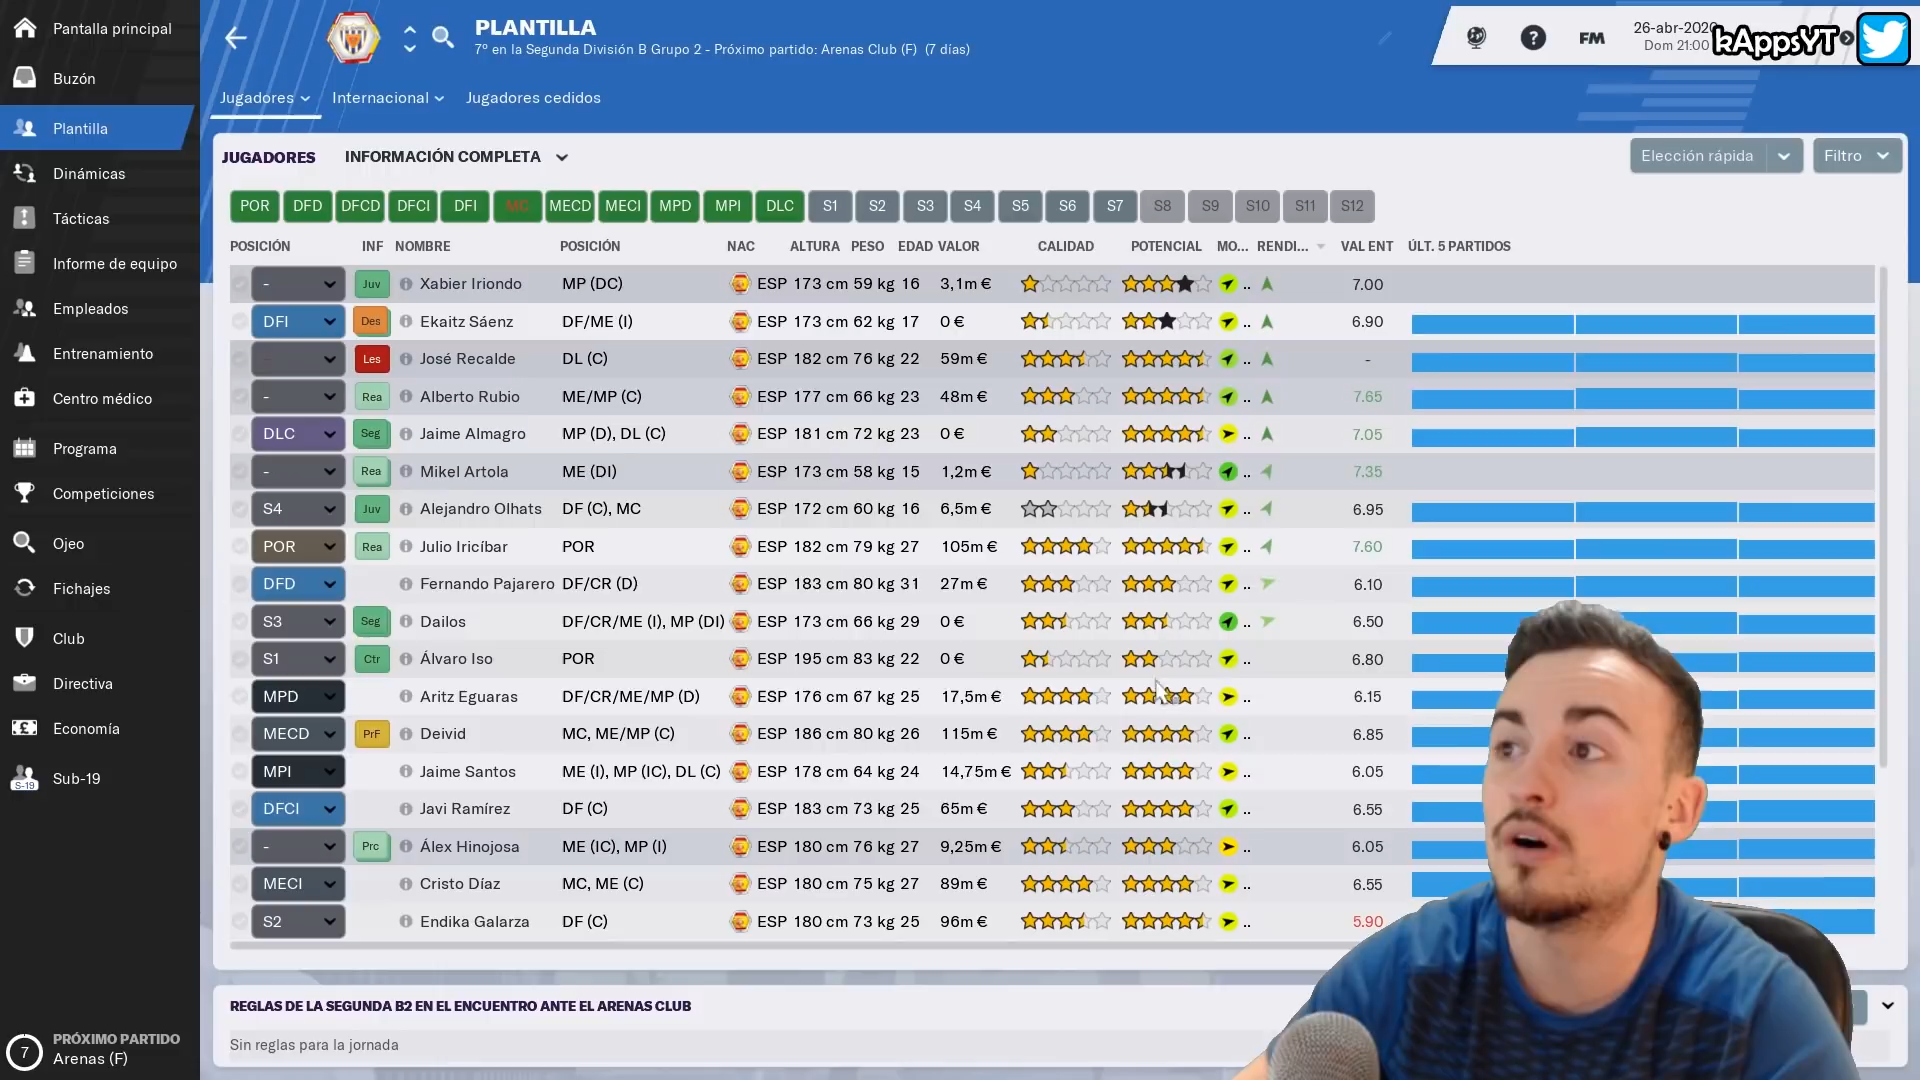 Pantalla principal
Buzón
Plantilla
Dinámicas
Tácticas
Informe de equipo
Empleados
Entrenamiento
Centro médico
Programa
Competiciones
Ojeo
Fichajes
Club
Directiva
Economía
S-19 Sub-19
7 PRÓXIMO PARTIDO
Arenas (F)
PLANTILLA
7º en la Segunda División B Grupo 2 - Próximo partido: Arenas Club (F) (7 días)
FM
26-abr-2020
Dom 21:00
kAppsYT
Jugadores Internacional Jugadores cedidos
JUGADORES INFORMACIÓN COMPLETA Elección rápida Filtro
POR DFD DFCD DFCI DFI MC MECD MECI MPD MPI DLC S1 S2 S3 S4 S5 S6 S7 S8 S9 S10 S11 S12
POSICIÓN INF NOMBRE POSICIÓN NAC ALTURA PESO EDAD VALOR CALIDAD POTENCIAL MO... RENDI... VAL ENT ÚLT. 5 PARTIDOS
- Juv Xabier Iriondo MP (DC) ESP 173 cm 59 kg 16 3,1m € .. 7.00
DFI Des Ekaitz Sáenz DF/ME (I) ESP 173 cm 62 kg 17 0 € .. 6.90
Les José Recalde DL (C) ESP 182 cm 76 kg 22 59m € .. -
- Rea Alberto Rubio ME/MP (C) ESP 177 cm 66 kg 23 48m € .. 7.65
DLC Seg Jaime Almagro MP (D), DL (C) ESP 181 cm 72 kg 23 0 € .. 7.05
- Rea Mikel Artola ME (DI) ESP 173 cm 58 kg 15 1,2m € .. 7.35
S4 Juv Alejandro Olhats DF (C), MC ESP 172 cm 60 kg 16 6,5m € .. 6.95
POR Rea Julio Iricíbar POR ESP 182 cm 79 kg 27 105m € .. 7.60
DFD Fernando Pajarero DF/CR (D) ESP 183 cm 80 kg 31 27m € .. 6.10
S3 Seg Dailos DF/CR/ME (I), MP (DI) ESP 173 cm 66 kg 29 0 € .. 6.50
S1 Ctr Álvaro Iso POR ESP 195 cm 83 kg 22 0 € .. 6.80
MPD Aritz Eguaras DF/CR/ME/MP (D) ESP 176 cm 67 kg 25 17,5m € .. 6.15
MECD PrF Deivid MC, ME/MP (C) ESP 186 cm 80 kg 26 115m € .. 6.85
MPI Jaime Santos ME (I), MP (IC), DL (C) ESP 178 cm 64 kg 24 14,75m € .. 6.05
DFCI Javi Ramírez DF (C) ESP 183 cm 73 kg 25 65m € .. 6.55
- Prc Álex Hinojosa ME (IC), MP (I) ESP 180 cm 76 kg 27 9,25m € .. 6.05
MECI Cristo Díaz MC, ME (C) ESP 180 cm 75 kg 27 89m € .. 6.55
S2 Endika Galarza DF (C) ESP 180 cm 73 kg 25 96m € .. 5.90
REGLAS DE LA SEGUNDA B2 EN EL ENCUENTRO ANTE EL ARENAS CLUB
Sin reglas para la jornada